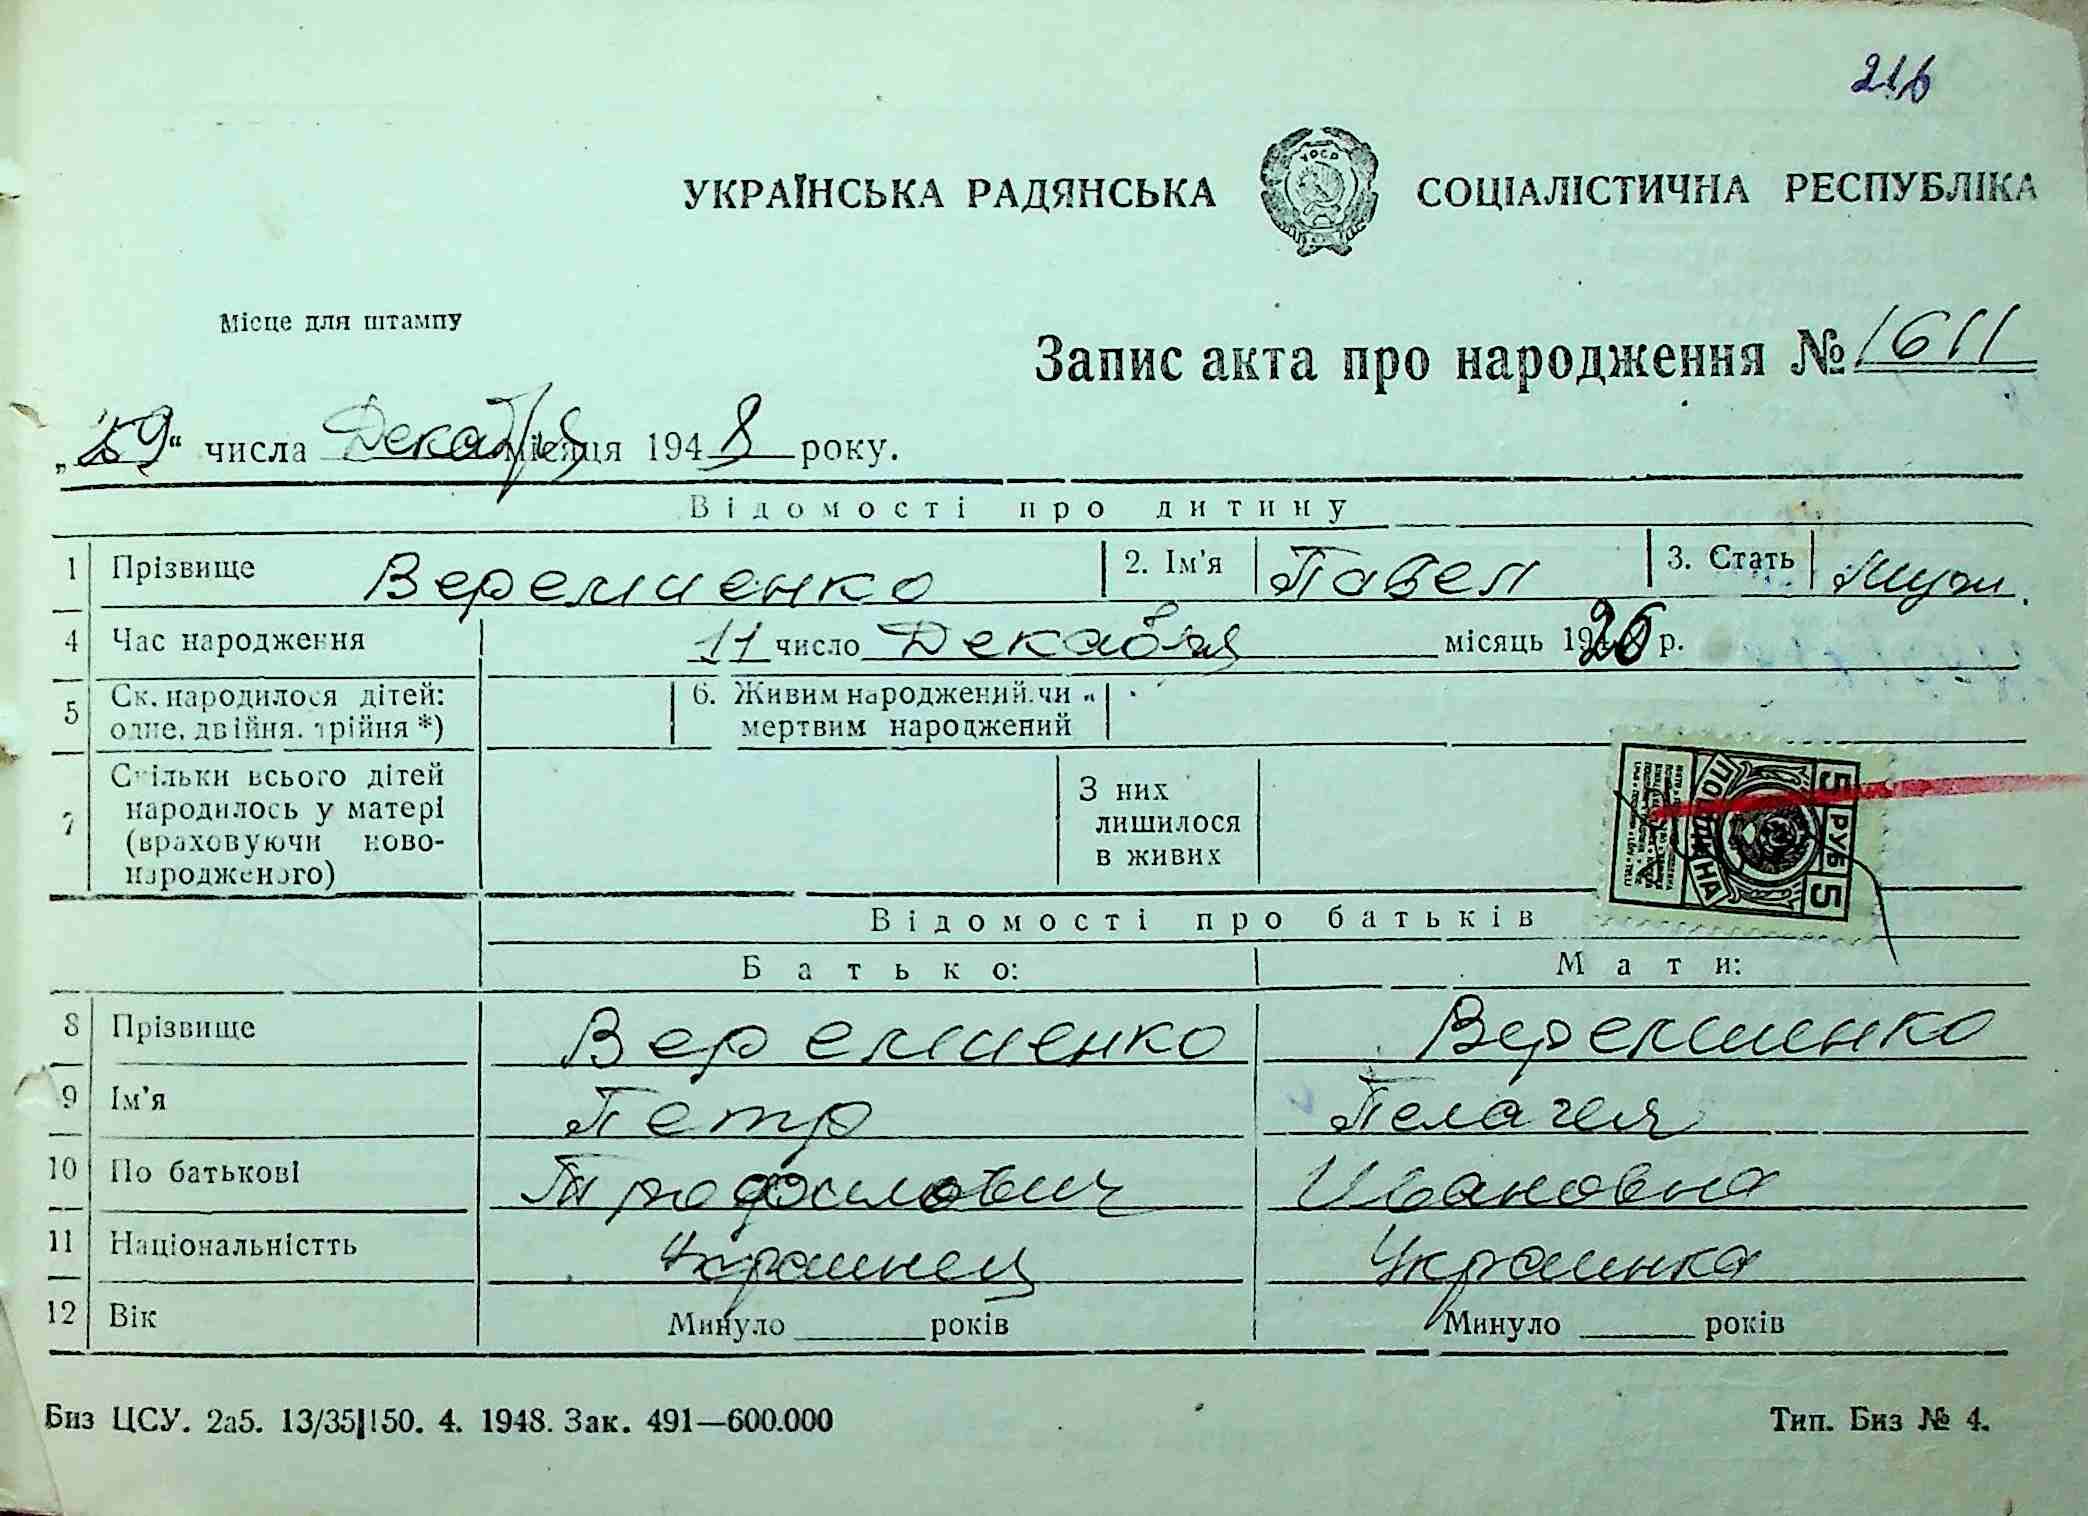 216
УКРАЇНСЬКА РАДЯНСЬКА СОЦІАЛІСТИЧНА РЕСПУБЛІКА
УРСР
Місце для штампу
Запис акта про народження № 1611
„29“ числа Декабря місяця 1948 року.
Відомості про дитину
1 Прізвище Веремиенко 2. Ім'я Павел 3. Стать Муж.
4 Час народження 11 число Декабря місяць 1926 р.
5 Ск. народилося дітей: одне, двійня, трійня *) 6. Живим народжений чи мертвим народжений
7 Скільки всього дітей народилось у матері (враховуючи ново-народженого) З них лишилося в живих
5 РУБ 5
ПОШЛИНА
Відомості про батьків
Батько: Мати:
8 Прізвище Веремиенко Веремиенко
9 Ім'я Петр Пелагея
10 По батькові Ивановна
11 Національністть Украинец Украинка
12 Вік Минуло ____ років Минуло ____ років
Биз ЦСУ. 2а5. 13/35|150. 4. 1948. Зак. 491—600.000 Тип. Биз № 4.